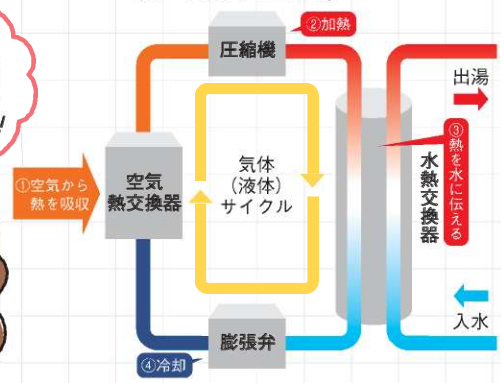 ②加熱
圧縮機
出湯
③熱を水に伝える
水熱交換器
①空気から
熱を吸収
空気
熱交換器
気体
(液体)
サイクル
入水
膨張弁
④冷却